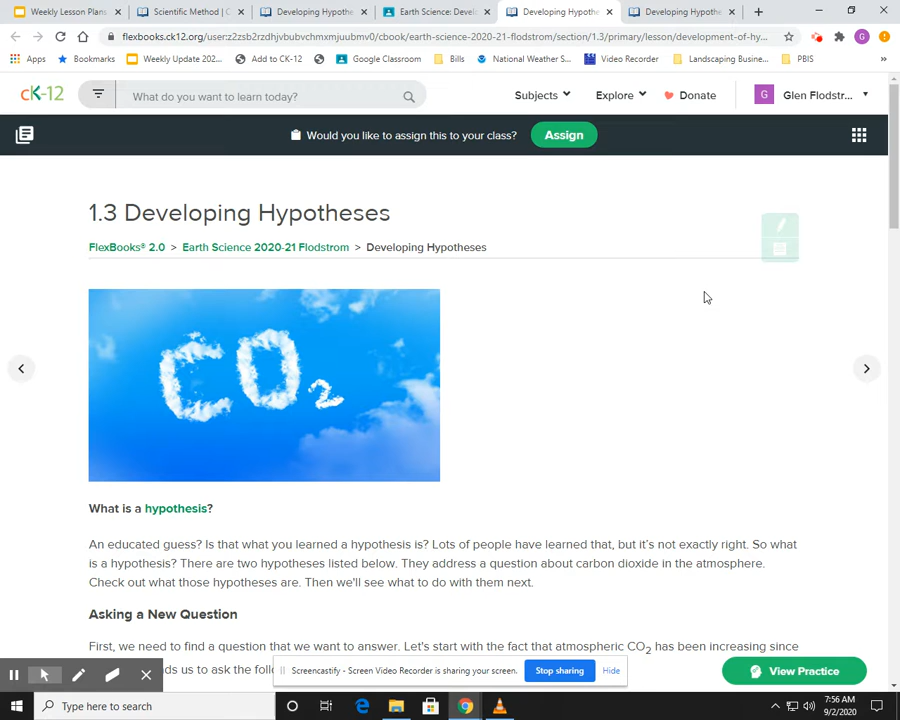 Weekly Lesson Plans
Scientific Method | C
Developing Hypothe
Earth Science: Devel
Developing Hypoth
Developing Hypothe
flexbooks.ck12.org/user:z2zsb2rzdhjvbubvchmxmjuubmv0/cbook/earth-science-2020-21-flodstrom/section/1.3/primary/lesson/development-of-hy...
G
Apps
Bookmarks
Weekly Update 202...
Add to CK-12
Google Classroom
Bills
National Weather S...
Video Recorder
Landscaping Busine...
PBIS
»
cK-12
What do you want to learn today?
Subjects
Explore
Donate
G
Glen Flodstr...
Would you like to assign this to your class?
Assign
1.3 Developing Hypotheses
FlexBooks® 2.0 > Earth Science 2020-21 Flodstrom > Developing Hypotheses
CO2
What is a hypothesis?
An educated guess? Is that what you learned a hypothesis is? Lots of people have learned that, but it's not exactly right. So what
is a hypothesis? There are two hypotheses listed below. They address a question about carbon dioxide in the atmosphere.
Check out what those hypotheses are. Then we'll see what to do with them next.
Asking a New Question
First, we need to find a question that we want to answer. Let's start with the fact that atmospheric CO2 has been increasing since
ds us to ask the foll
Screencastify - Screen Video Recorder is sharing your screen.
Stop sharing
Hide
View Practice
Type here to search
7:56 AM
9/2/2020